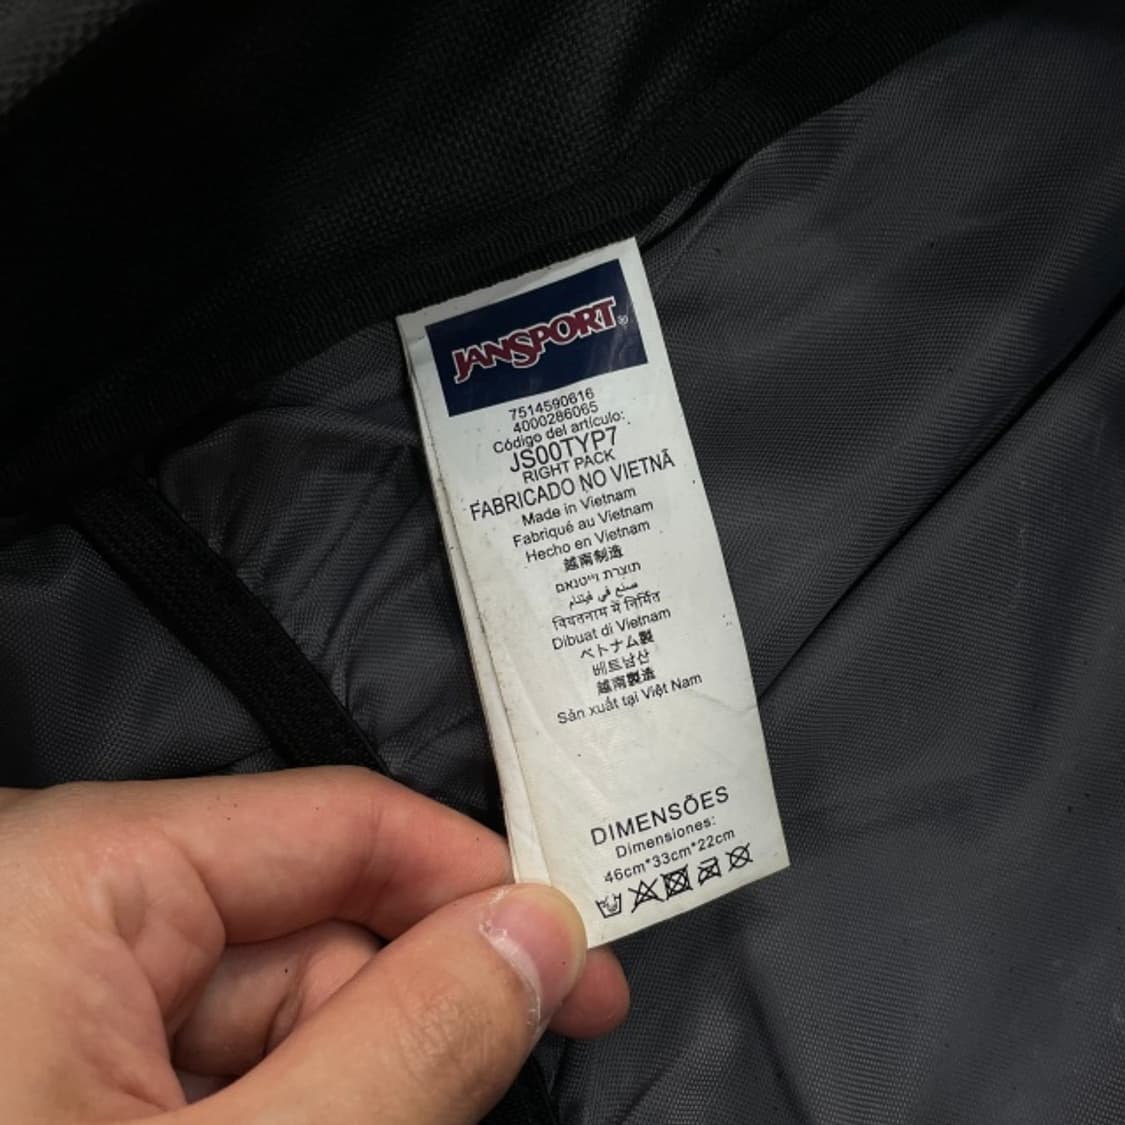 JANSPORT®
7514590616
4000286065
Código del artículo:
JS00TYP7
RIGHT PACK
FABRICADO NO VIETNÃ
Made in Vietnam
Fabriqué au Vietnam
Hecho en Vietnam
越南制造
תוצרת וייטנאם
صنع في فيتنام
वियतनाम में निर्मित
Dibuat di Vietnam
ベトナム製
베트남산
越南製造
Sản xuất tại Việt Nam
DIMENSÕES
Dimensiones:
46cm*33cm*22cm